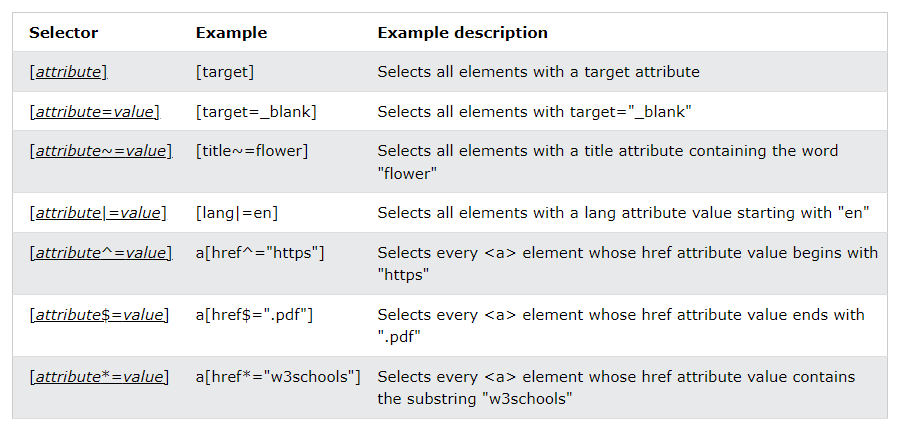 Selector Example Example description
[attribute] [target] Selects all elements with a target attribute
[attribute=value] [target=_blank] Selects all elements with target="_blank"
[attribute~=value] [title~=flower] Selects all elements with a title attribute containing the word
"flower"
[attribute|=value] [lang|=en] Selects all elements with a lang attribute value starting with "en"
[attribute^=value] a[href^="https"] Selects every <a> element whose href attribute value begins with
"https"
[attribute$=value] a[href$=".pdf"] Selects every <a> element whose href attribute value ends with
".pdf"
[attribute*=value] a[href*="w3schools"] Selects every <a> element whose href attribute value contains
the substring "w3schools"